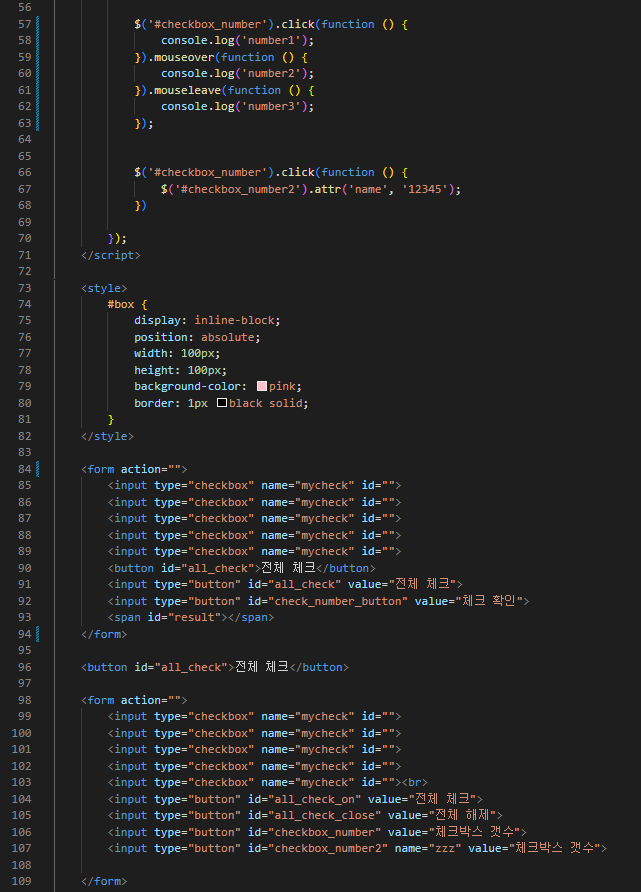 56
57 $('#checkbox_number').click(function () {
58 console.log('number1');
59 }).mouseover(function () {
60 console.log('number2');
61 }).mouseleave(function () {
62 console.log('number3');
63 });
64
65
66 $('#checkbox_number').click(function () {
67 $('#checkbox_number2').attr('name', '12345');
68 })
69
70 });
71 </script>
72
73 <style>
74 #box {
75 display: inline-block;
76 position: absolute;
77 width: 100px;
78 height: 100px;
79 background-color: pink;
80 border: 1px black solid;
81 }
82 </style>
83
84 <form action="">
85 <input type="checkbox" name="mycheck" id="">
86 <input type="checkbox" name="mycheck" id="">
87 <input type="checkbox" name="mycheck" id="">
88 <input type="checkbox" name="mycheck" id="">
89 <input type="checkbox" name="mycheck" id="">
90 <button id="all_check">전체 체크</button>
91 <input type="button" id="all_check" value="전체 체크">
92 <input type="button" id="check_number_button" value="체크 확인">
93 <span id="result"></span>
94 </form>
95
96 <button id="all_check">전체 체크</button>
97
98 <form action="">
99 <input type="checkbox" name="mycheck" id="">
100 <input type="checkbox" name="mycheck" id="">
101 <input type="checkbox" name="mycheck" id="">
102 <input type="checkbox" name="mycheck" id="">
103 <input type="checkbox" name="mycheck" id=""><br>
104 <input type="button" id="all_check_on" value="전체 체크">
105 <input type="button" id="all_check_close" value="전체 해제">
106 <input type="button" id="checkbox_number" value="체크박스 갯수">
107 <input type="button" id="checkbox_number2" name="zzz" value="체크박스 갯수">
108
109 </form>